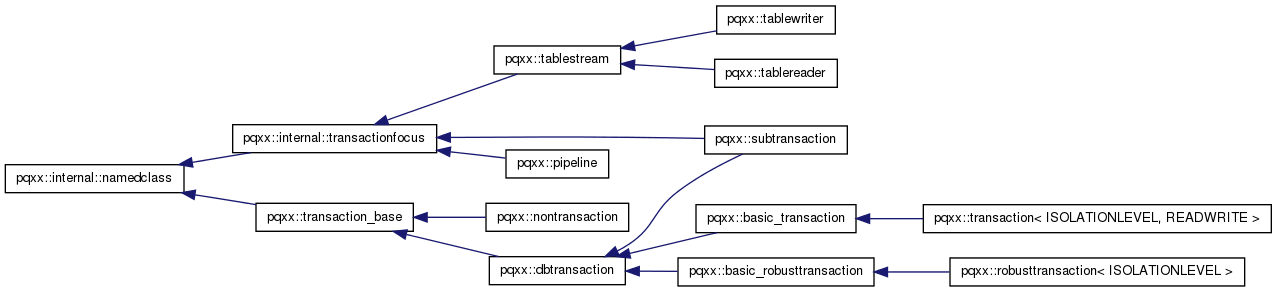 pqxx::tablewriter
pqxx::tablestream
pqxx::tablereader
pqxx::internal::transactionfocus
pqxx::subtransaction
pqxx::pipeline
pqxx::internal::namedclass
pqxx::transaction_base
pqxx::nontransaction
pqxx::basic_transaction
pqxx::transaction< ISOLATIONLEVEL, READWRITE >
pqxx::dbtransaction
pqxx::basic_robusttransaction
pqxx::robusttransaction< ISOLATIONLEVEL >